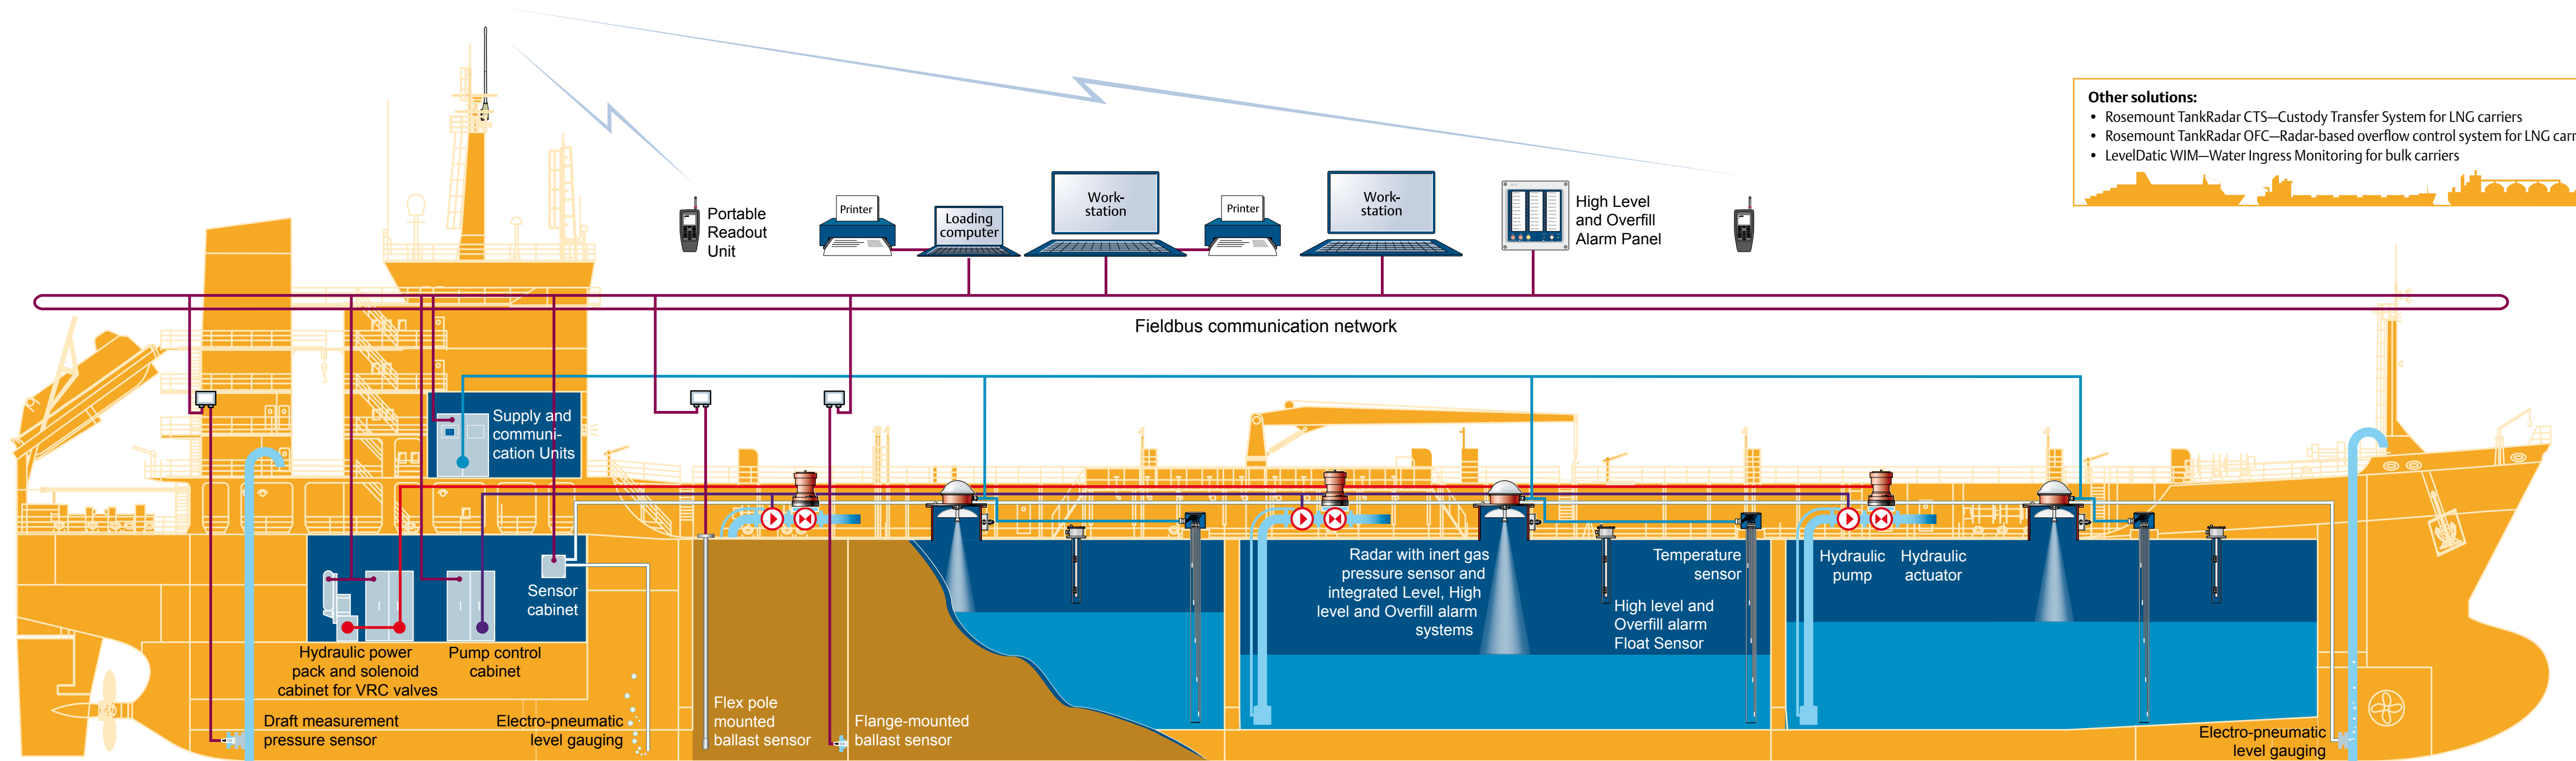 Other solutions:
• Rosemount TankRadar CTS—Custody Transfer System for LNG carriers
• Rosemount TankRadar OFC—Radar-based overflow control system for LNG carr
• LevelDatic WIM—Water Ingress Monitoring for bulk carriers
Portable
Readout
Unit
Printer
Loading
computer
Work-
station
Printer
Work-
station
High Level
and Overfill
Alarm Panel
Fieldbus communication network
Supply and
communi-
cation Units
Sensor
cabinet
Hydraulic power
pack and solenoid
cabinet for VRC valves
Pump control
cabinet
Draft measurement
pressure sensor
Electro-pneumatic
level gauging
Flex pole
mounted
ballast sensor
Flange-mounted
ballast sensor
Radar with inert gas
pressure sensor and
integrated Level, High
level and Overfill alarm
systems
High level and
Overfill alarm
Float Sensor
Temperature
sensor
Hydraulic
pump
Hydraulic
actuator
Electro-pneumatic
level gauging